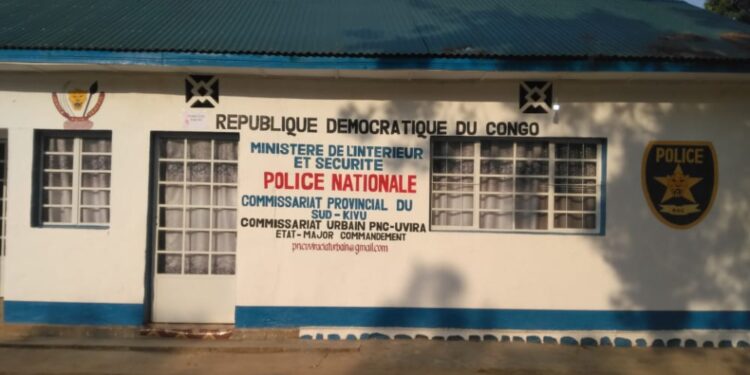 REPUBLIQUE DEMOCRATIQUE DU CONGO
MINISTERE DE L'INTERIEUR
ET SECURITE
POLICE NATIONALE
COMMISSARIAT PROVINCIAL DU
SUD - KIVU
COMMISSARIAT URBAIN PNC-UVIRA
ETAT-MAJOR COMMANDEMENT
POLICE